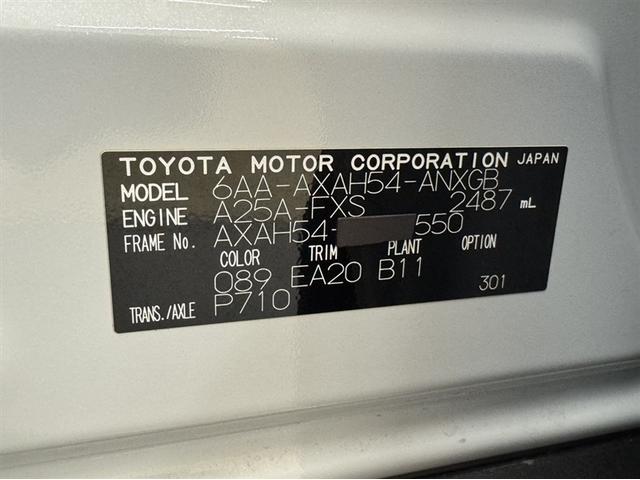 TOYOTA MOTOR CORPORATION JAPAN
MODEL 6AA-AXAH54-ANXGB
ENGINE A25A-FXS 2487 mL
FRAME No. AXAH54- 550
COLOR TRIM PLANT OPTION
089 EA20 B11
TRANS./AXLE P710 301